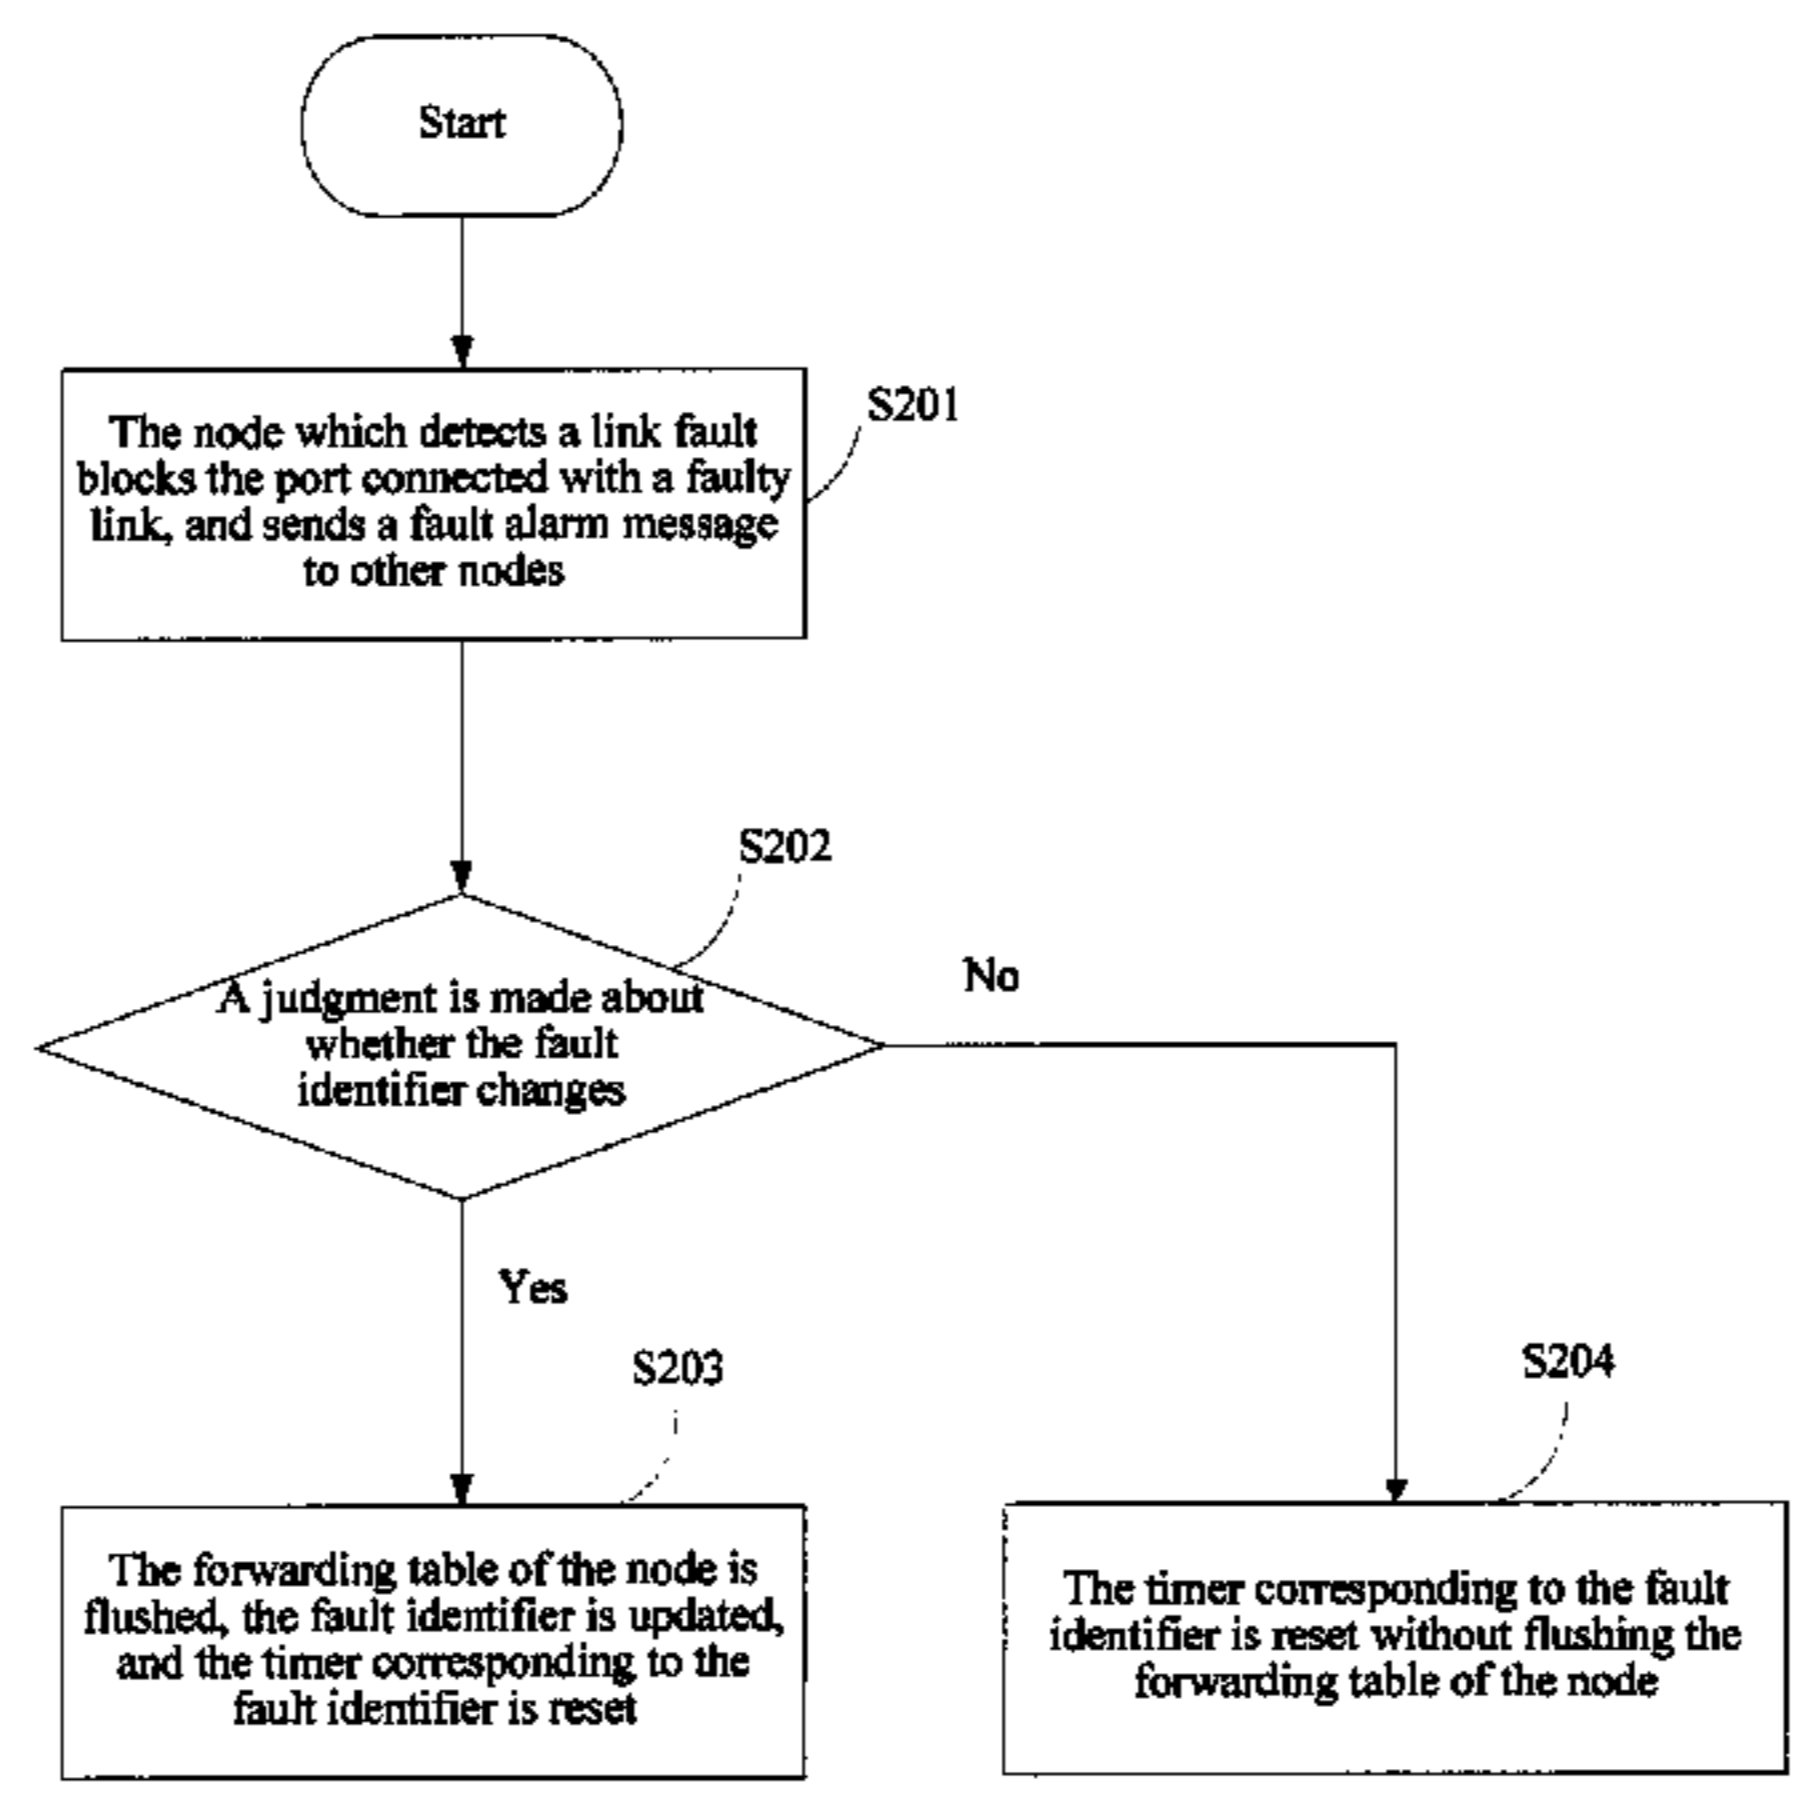 Start
The node which detects a link fault
blocks the port connected with a faulty
link, and sends a fault alarm message
to other nodes
S201
S202
A judgment is made about
whether the fault
identifier changes
No
Yes
S203
The forwarding table of the node is
flushed, the fault identifier is updated,
and the timer corresponding to the
fault identifier is reset
S204
The timer corresponding to the fault
identifier is reset without flushing the
forwarding table of the node